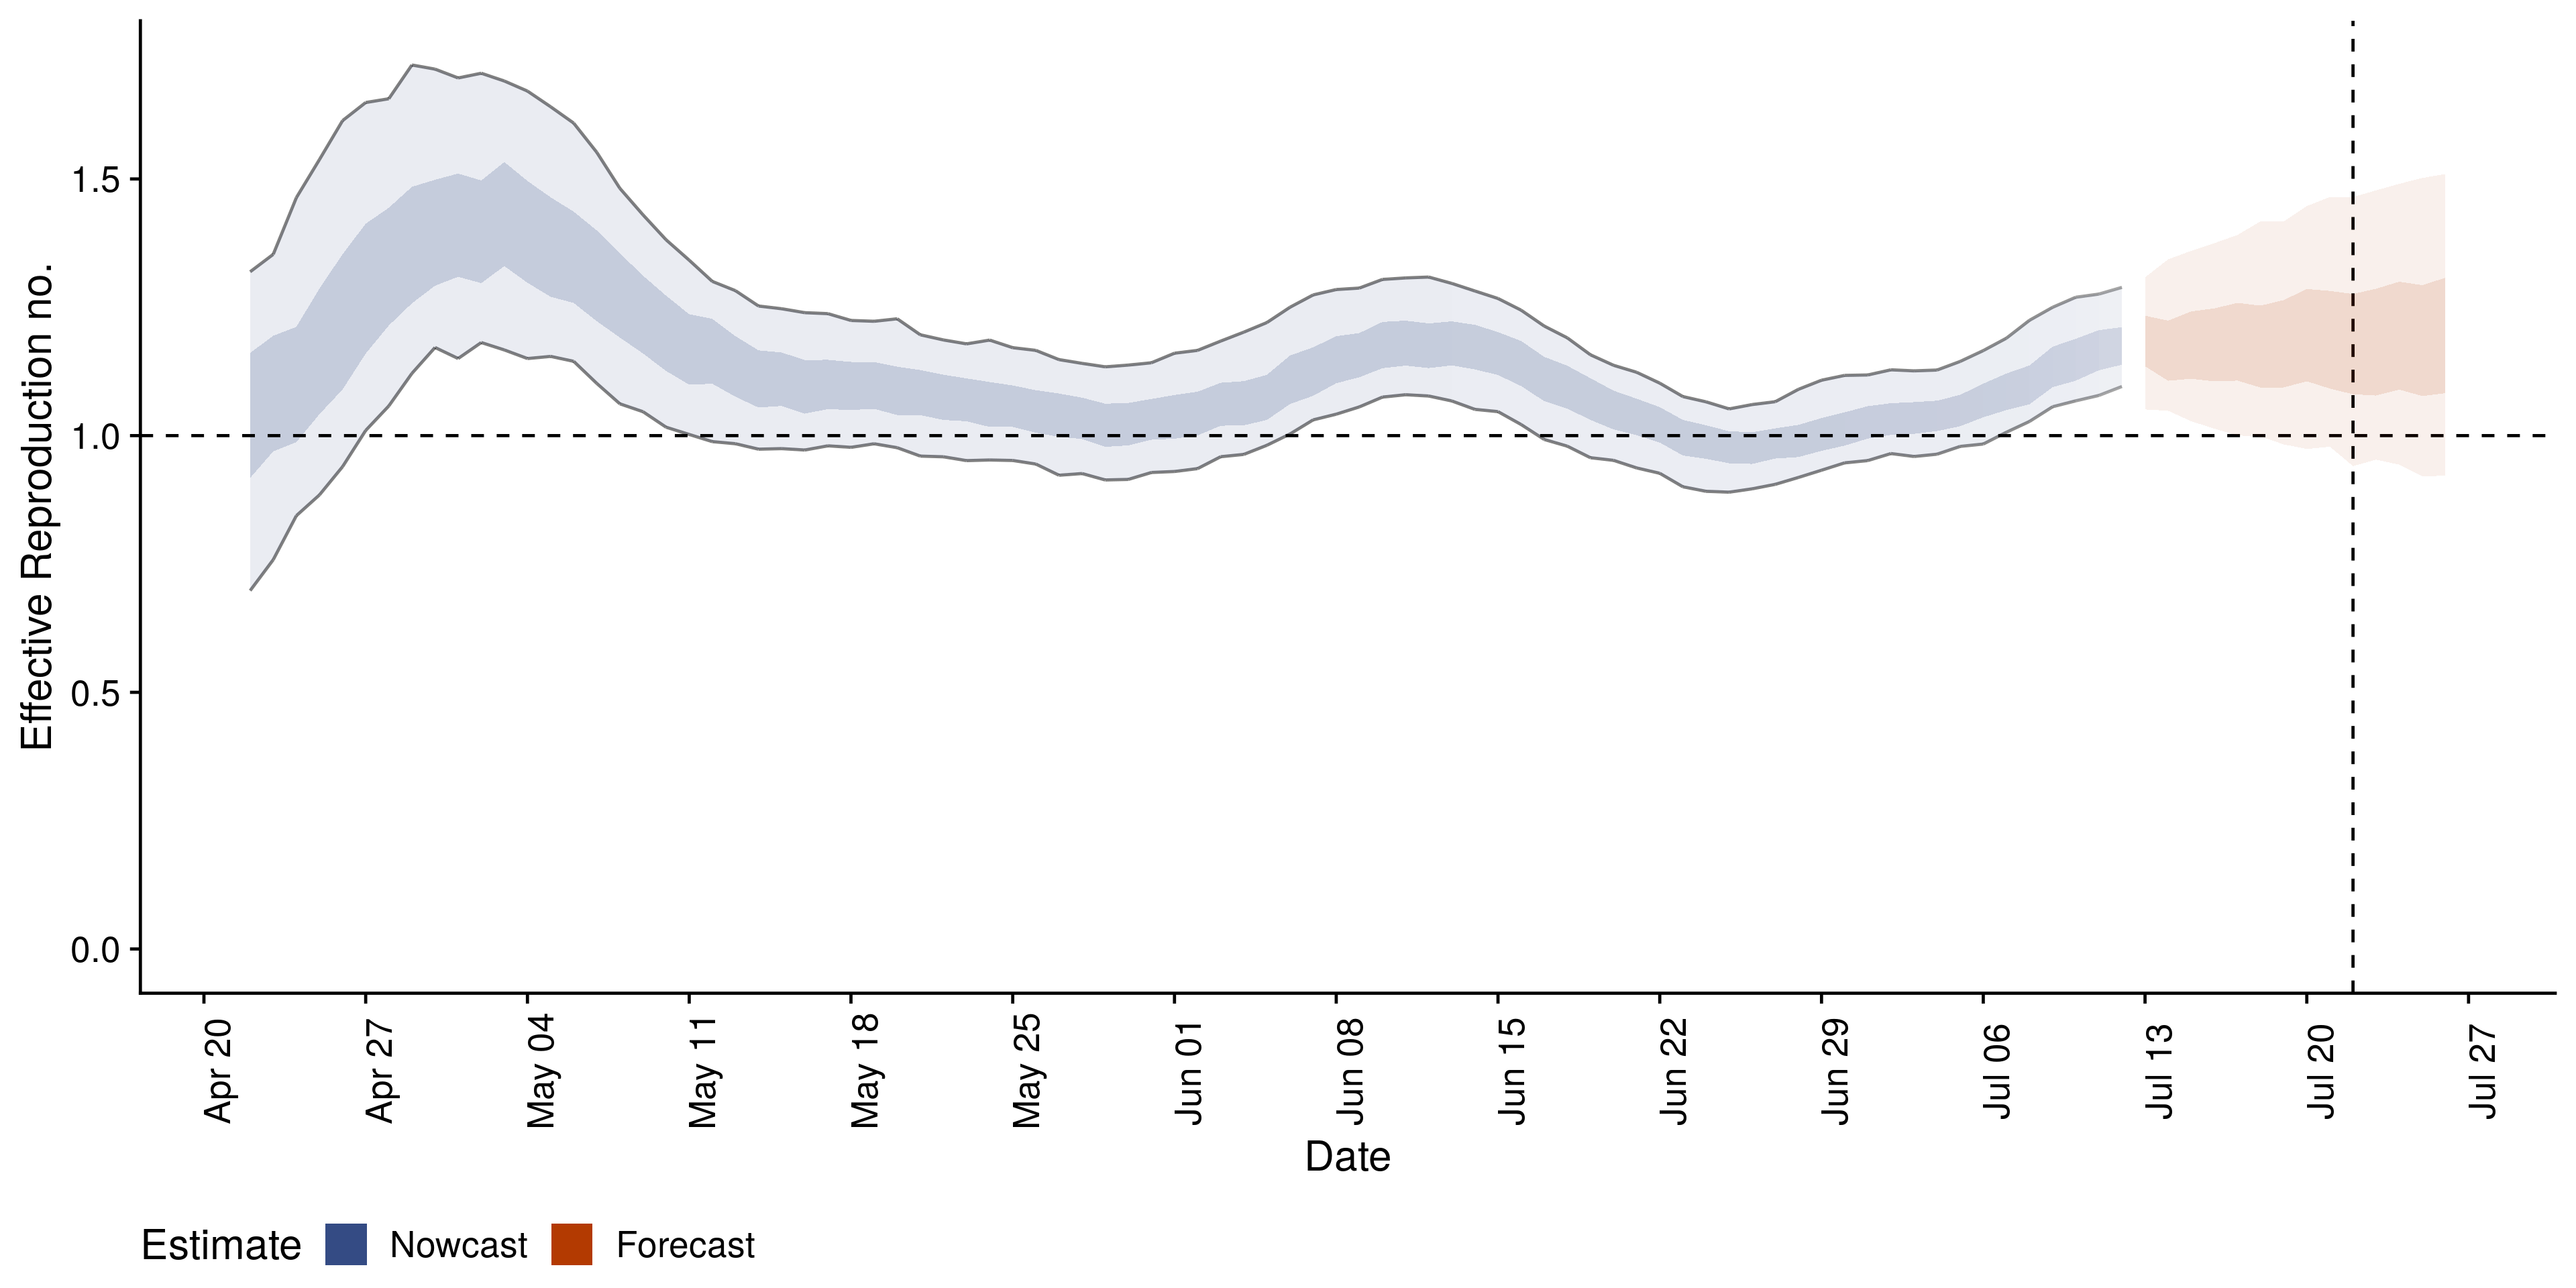 Effective Reproduction no.
1.5
1.0
0.5
0.0
Apr 20
Apr 27
May 04
May 11
May 18
May 25
Jun 01
Jun 08
Jun 15
Jun 22
Jun 29
Jul 06
Jul 13
Jul 20
Jul 27
Date
Estimate Nowcast Forecast